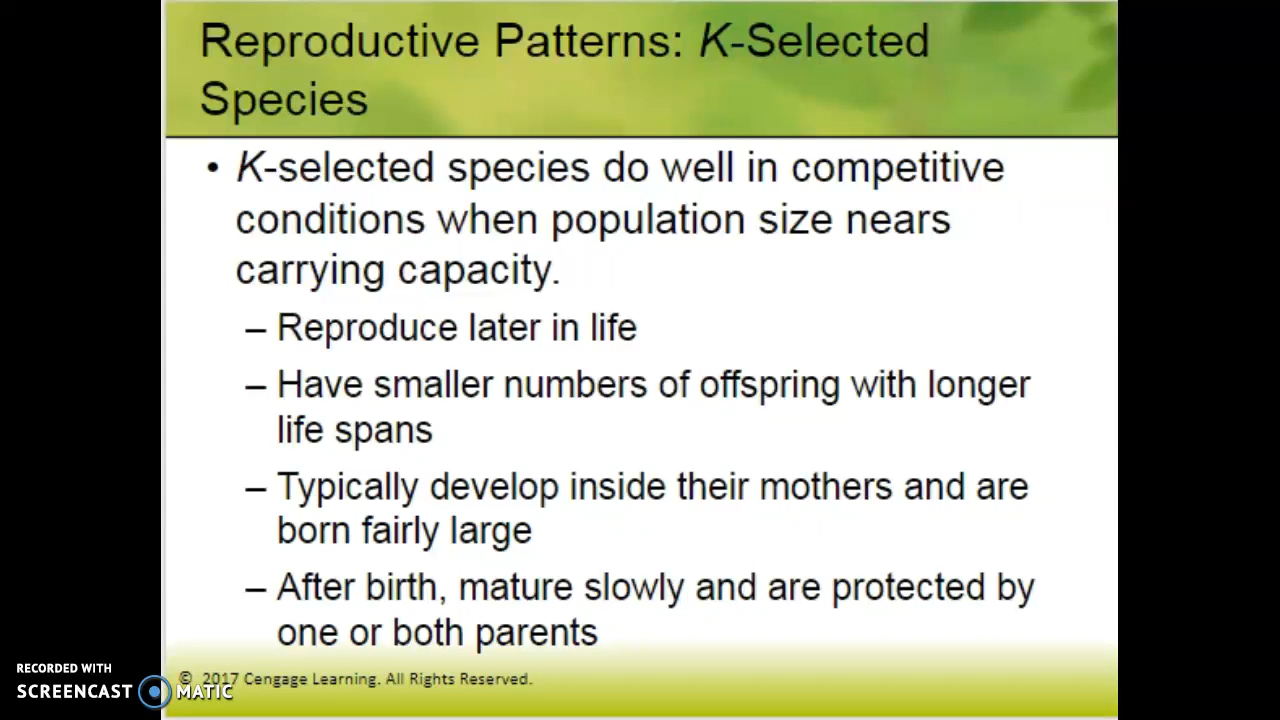 Reproductive Patterns: K-Selected
Species
• K-selected species do well in competitive
conditions when population size nears
carrying capacity.
– Reproduce later in life
– Have smaller numbers of offspring with longer
life spans
– Typically develop inside their mothers and are
born fairly large
– After birth, mature slowly and are protected by
one or both parents
© 2017 Cengage Learning. All Rights Reserved.
RECORDED WITH
SCREENCAST MATIC